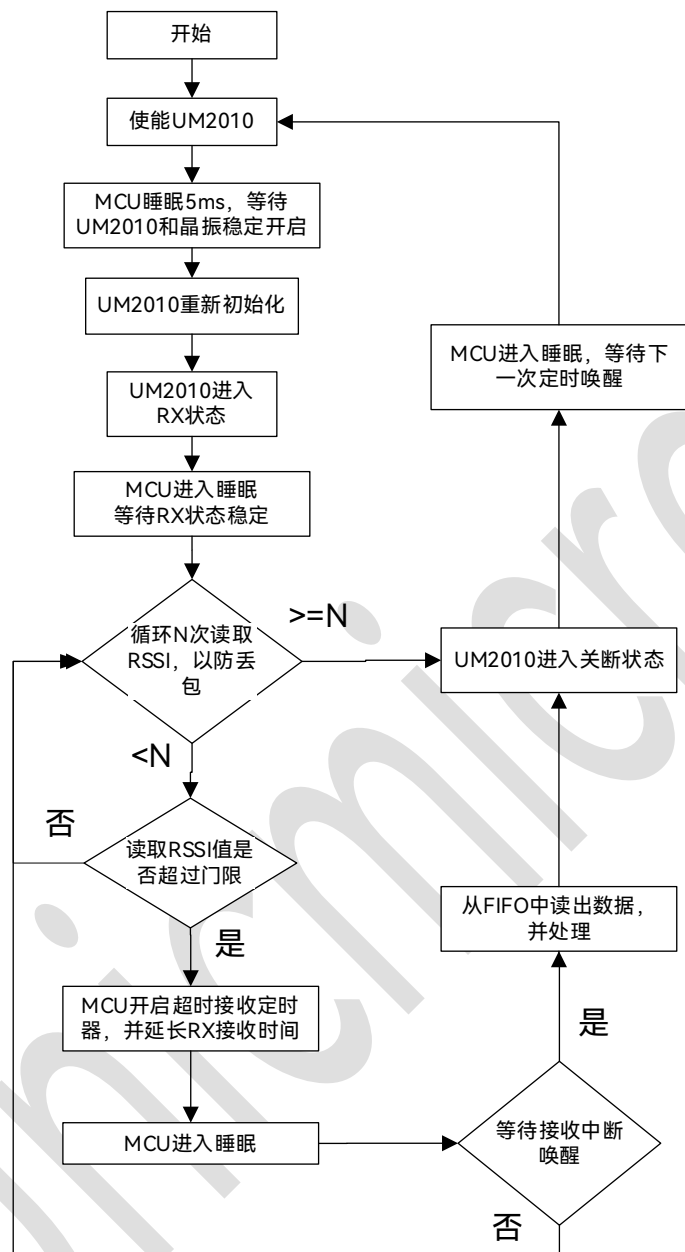 开始
使能UM2010
MCU睡眠5ms，等待
UM2010和晶振稳定开启
UM2010重新初始化
UM2010进入
RX状态
MCU进入睡眠，等待下
一次定时唤醒
MCU进入睡眠
等待RX状态稳定
循环N次读取
RSSI，以防丢
包
>=N
UM2010进入关断状态
<N
否
读取RSSI值是
否超过门限
是
从FIFO中读出数据，
并处理
MCU开启超时接收定时
器，并延长RX接收时间
是
MCU进入睡眠
等待接收中断
唤醒
否
unicmicro